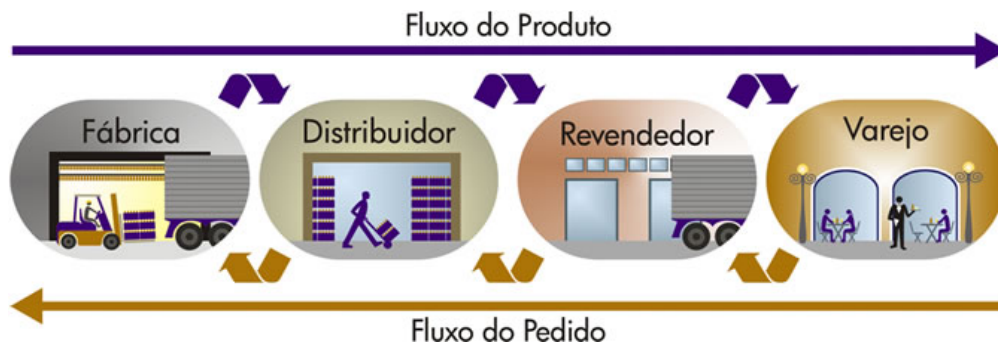 Fluxo do Produto
Fábrica
Distribuidor
Revendedor
Varejo
Fluxo do Pedido